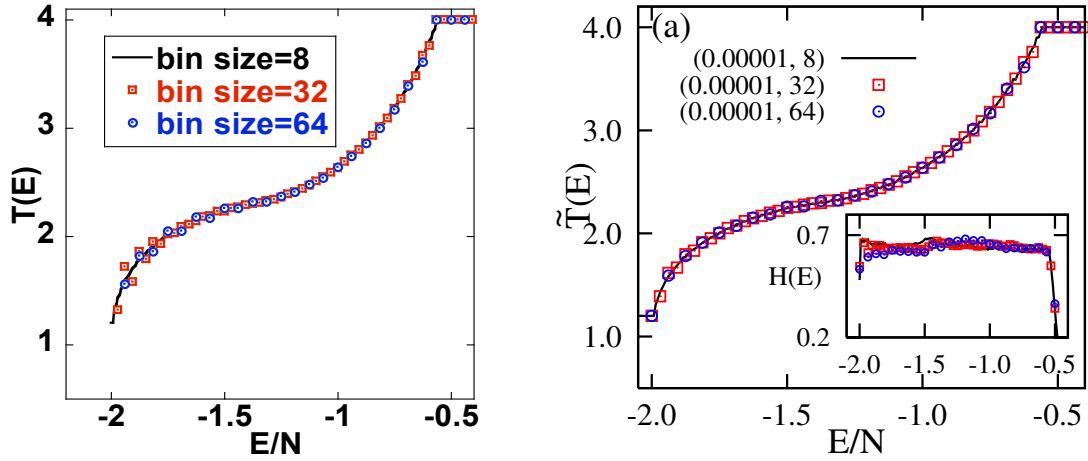 4
3
2
1
T(E)
bin size=8
bin size=32
bin size=64
-2
-1.5
-1
-0.5
E/N
(a)
(0.00001, 8)
(0.00001, 32)
(0.00001, 64)
4.0
3.0
2.0
1.0
T̃(E)
0.7
H(E)
0.2
-2.0
-1.5
-1.0
-0.5
-2.0
-1.5
-1.0
-0.5
E/N